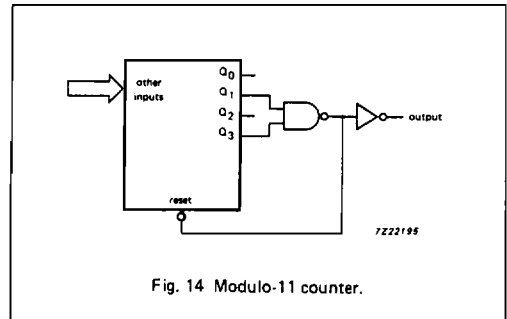 other
inputs
Q0
Q1
Q2
Q3
reset
output
7Z22195
Fig. 14 Modulo-11 counter.